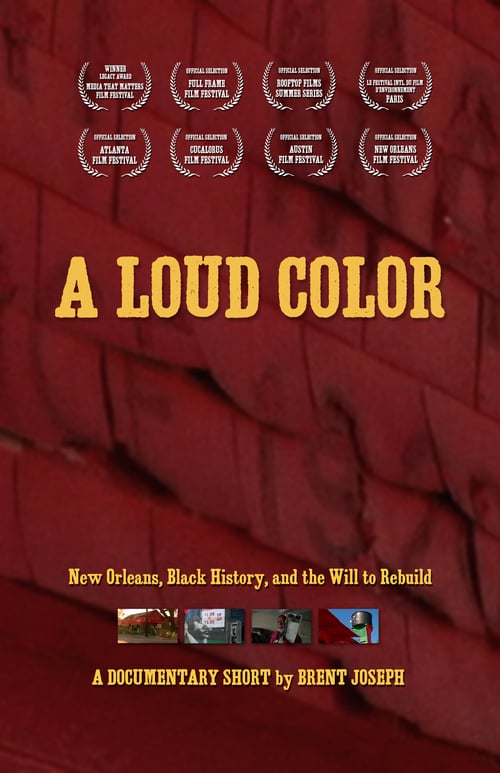 WINNER
LEGACY AWARD
MEDIA THAT MATTERS
FILM FESTIVAL
OFFICIAL SELECTION
FULL FRAME
FILM FESTIVAL
OFFICIAL SELECTION
ROOFTOP FILMS
SUMMER SERIES
OFFICIAL SELECTION
LE FESTIVAL INTL. DU FILM
D'ENVIRONNEMENT
PARIS
OFFICIAL SELECTION
ATLANTA
FILM FESTIVAL
OFFICIAL SELECTION
CUCALORUS
FILM FESTIVAL
OFFICIAL SELECTION
AUSTIN
FILM FESTIVAL
OFFICIAL SELECTION
NEW ORLEANS
FILM FESTIVAL
A LOUD COLOR
New Orleans, Black History, and the Will to Rebuild
A DOCUMENTARY SHORT by BRENT JOSEPH